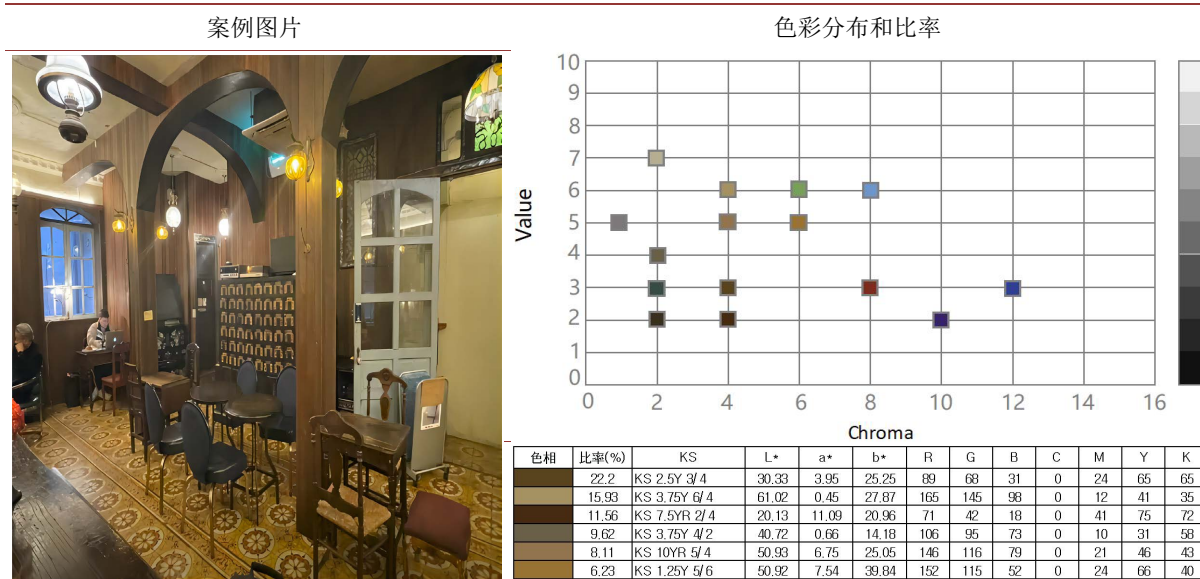 案例图片 色彩分布和比率
Value
10
9
8
7
6
5
4
3
2
1
0
0 2 4 6 8 10 12 14 16
Chroma
色相 比率(%) KS L* a* b* R G B C M Y K
22.2 KS 2.5Y 3/4 30.33 3.95 25.25 89 68 31 0 24 65 65
15.93 KS 3.75Y 6/4 61.02 0.45 27.87 165 145 98 0 12 41 35
11.56 KS 7.5YR 2/4 20.13 11.09 20.96 71 42 18 0 41 75 72
9.62 KS 3.75Y 4/2 40.72 0.66 14.18 106 95 73 0 10 31 58
8.11 KS 10YR 5/4 50.93 6.75 25.05 146 116 79 0 21 46 43
6.23 KS 1.25Y 5/6 50.92 7.54 39.84 152 115 52 0 24 66 40